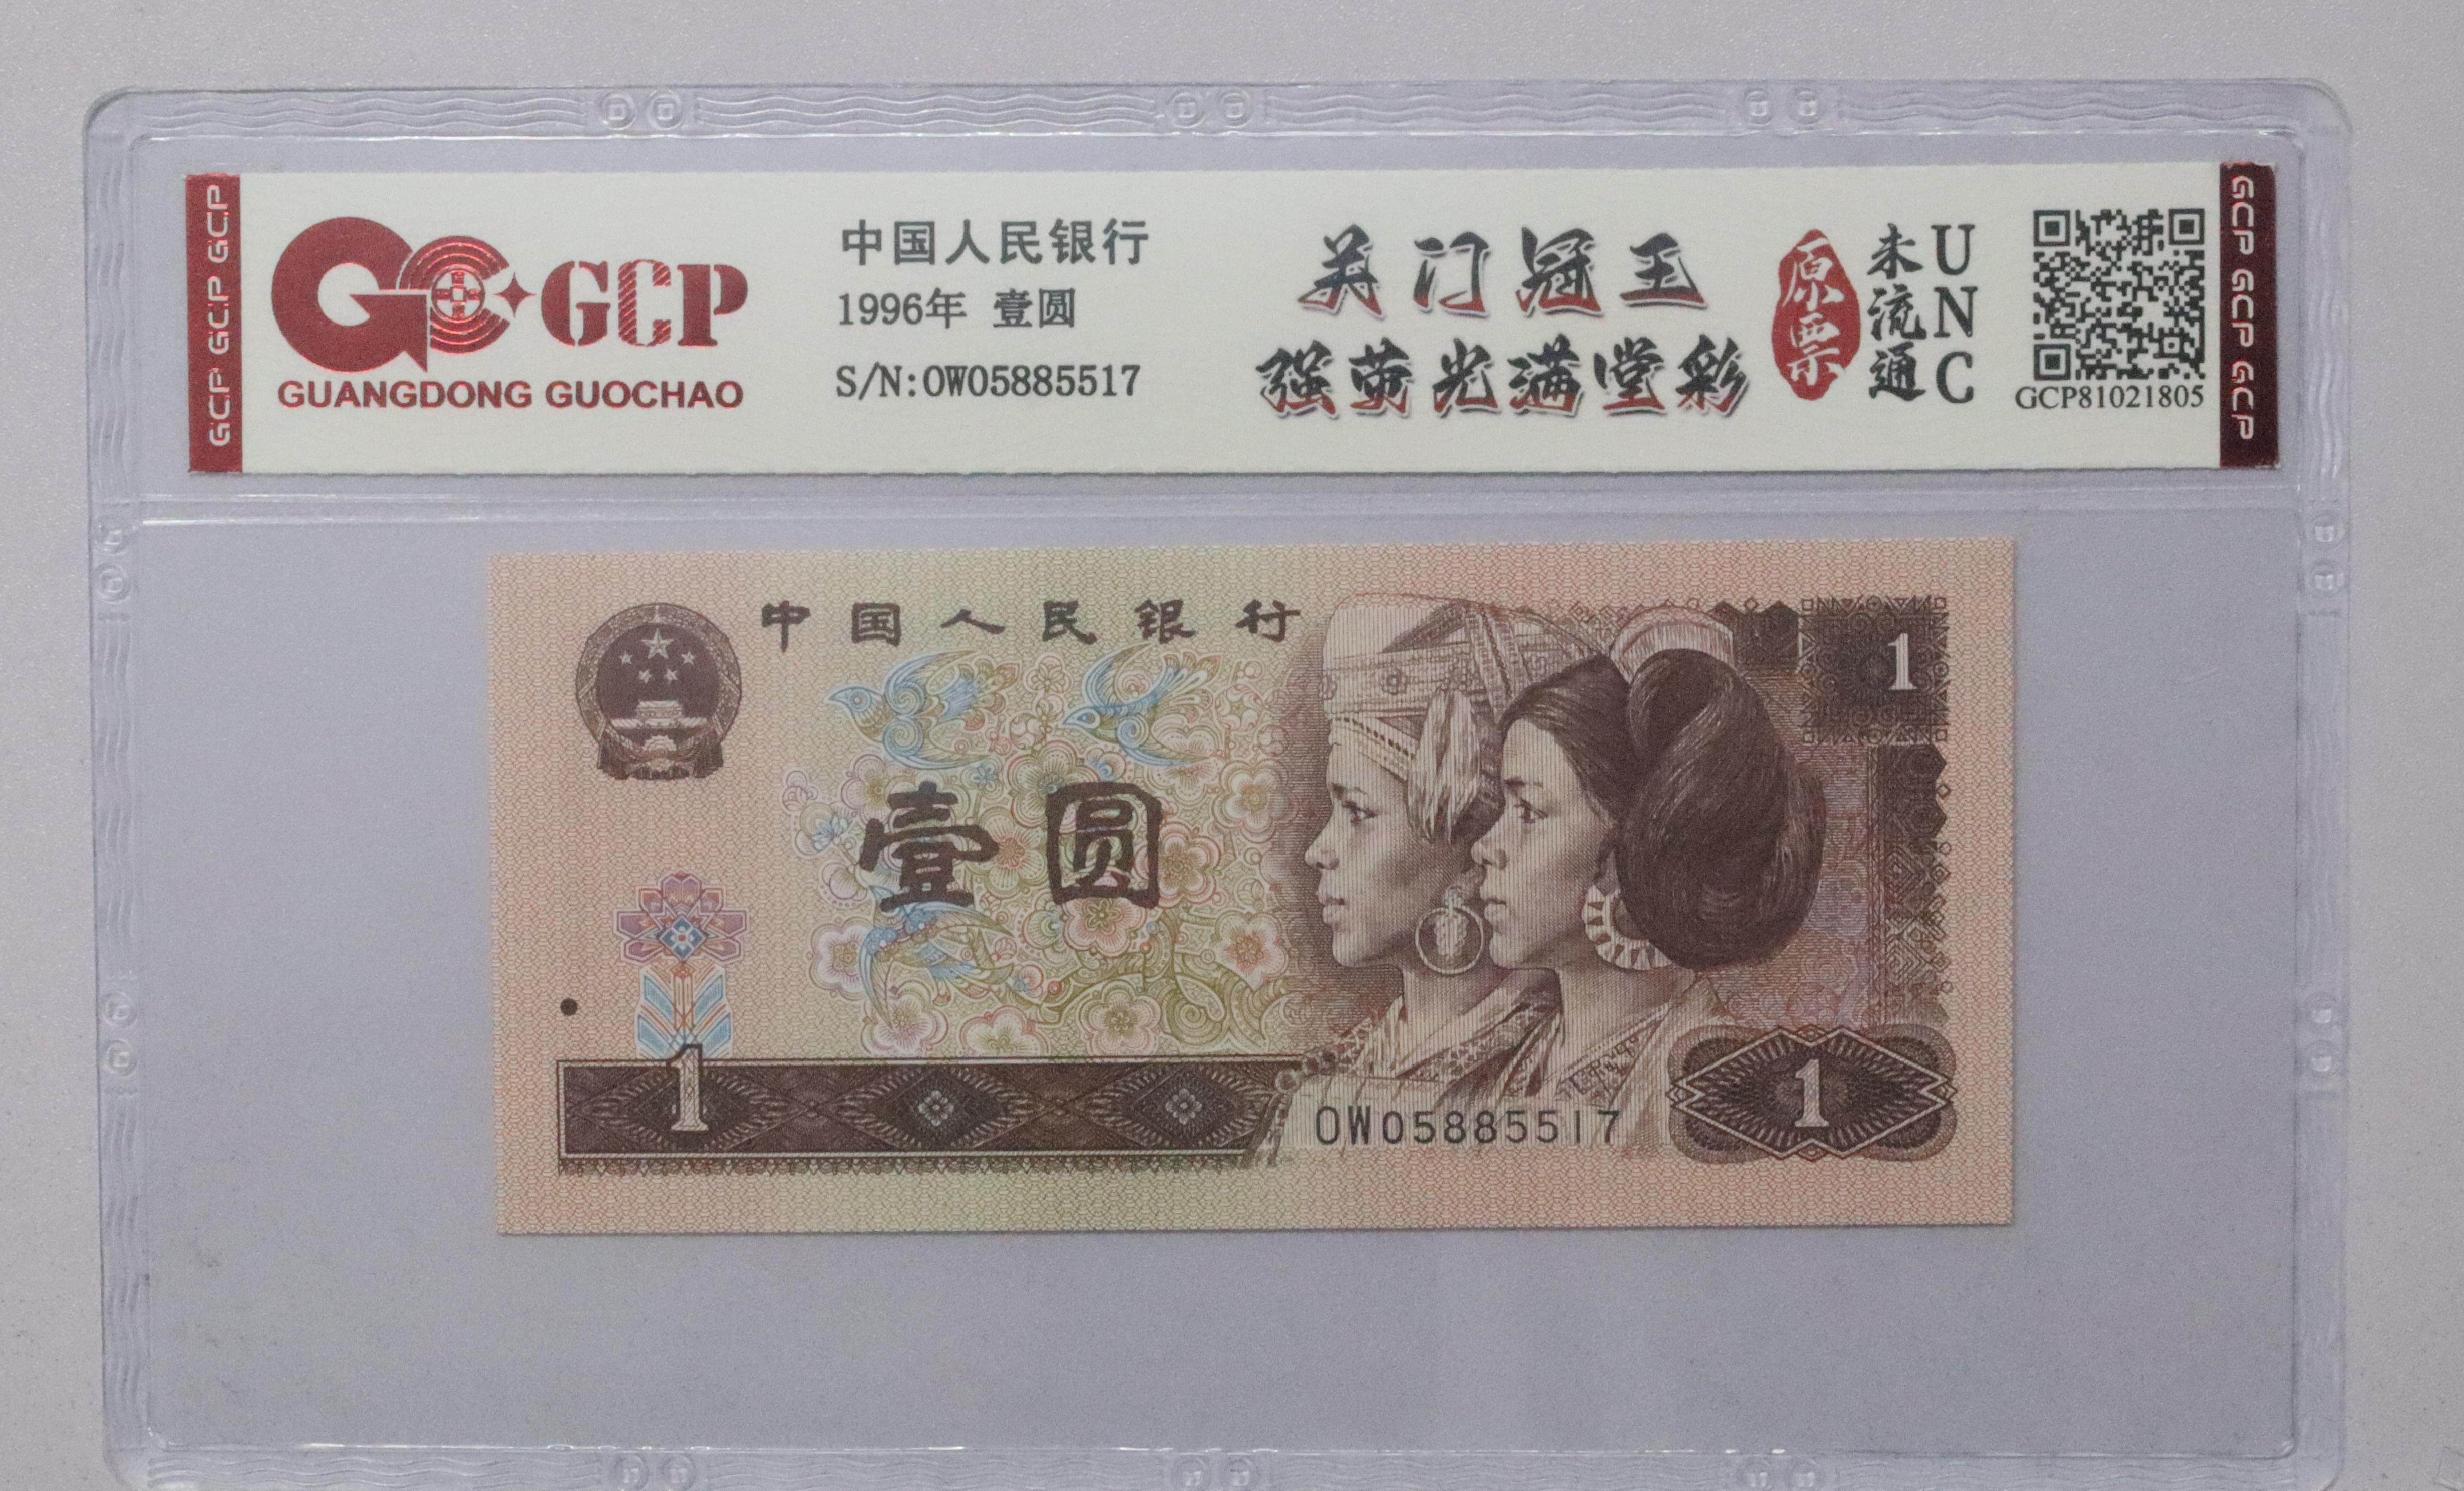 GCP GCP GCP
GCP
GUANGDONG GUOCHAO
中国人民银行
1996年 壹圆
S/N:OW05885517
关门冠王
强萤光满堂彩
原票
未流通
UNC
GCP81021805
GCP GCP GCP
中国人民银行
1
壹圆
1
OW05885517
1